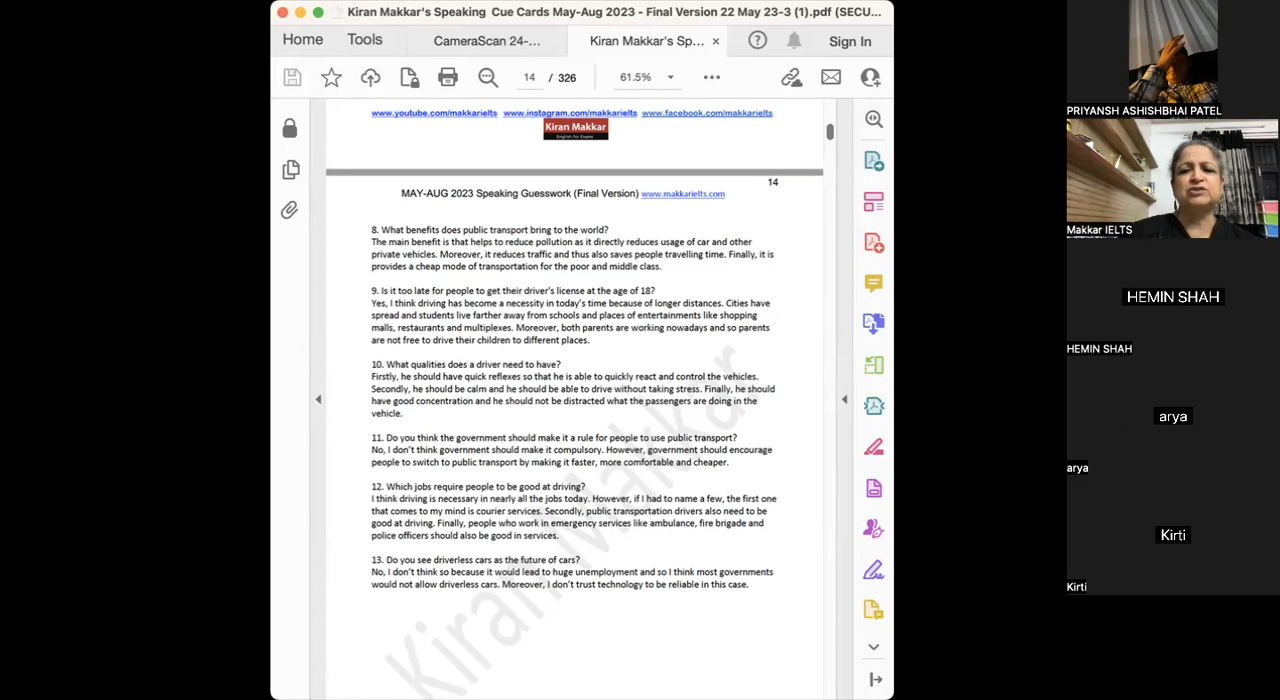 Kiran Makkar's Speaking Cue Cards May-Aug 2023 - Final Version 22 May 23-3 (1).pdf (SECU...
Home
Tools
CameraScan 24-...
Kiran Makkar's Sp... ×
Sign In
14 / 326
61.5%
www.youtube.com/makkarielts www.instagram.com/makkarielts www.facebook.com/makkarielts
Kiran Makkar
English for Exams
14
MAY-AUG 2023 Speaking Guesswork (Final Version) www.makkarielts.com
8. What benefits does public transport bring to the world?
The main benefit is that helps to reduce pollution as it directly reduces usage of car and other
private vehicles. Moreover, it reduces traffic and thus also saves people travelling time. Finally, it is
provides a cheap mode of transportation for the poor and middle class.
9. Is it too late for people to get their driver's license at the age of 18?
Yes, I think driving has become a necessity in today's time because of longer distances. Cities have
spread and students live farther away from schools and places of entertainments like shopping
malls, restaurants and multiplexes. Moreover, both parents are working nowadays and so parents
are not free to drive their children to different places.
10. What qualities does a driver need to have?
Firstly, he should have quick reflexes so that he is able to quickly react and control the vehicles.
Secondly, he should be calm and he should be able to drive without taking stress. Finally, he should
have good concentration and he should not be distracted what the passengers are doing in the
vehicle.
11. Do you think the government should make it a rule for people to use public transport?
No, I don't think government should make it compulsory. However, government should encourage
people to switch to public transport by making it faster, more comfortable and cheaper.
12. Which jobs require people to be good at driving?
I think driving is necessary in nearly all the jobs today. However, if I had to name a few, the first one
that comes to my mind is courier services. Secondly, public transportation drivers also need to be
good at driving. Finally, people who work in emergency services like ambulance, fire brigade and
police officers should also be good in services.
13. Do you see driverless cars as the future of cars?
No, I don't think so because it would lead to huge unemployment and so I think most governments
would not allow driverless cars. Moreover, I don't trust technology to be reliable in this case.
Kiran Makkar
PRIYANSH ASHISHBHAI PATEL
Makkar IELTS
HEMIN SHAH
HEMIN SHAH
arya
arya
Kirti
Kirti